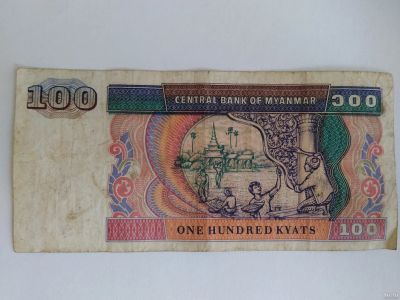 100
CENTRAL BANK OF MYANMAR
၁၀၀
ONE HUNDRED KYATS
100